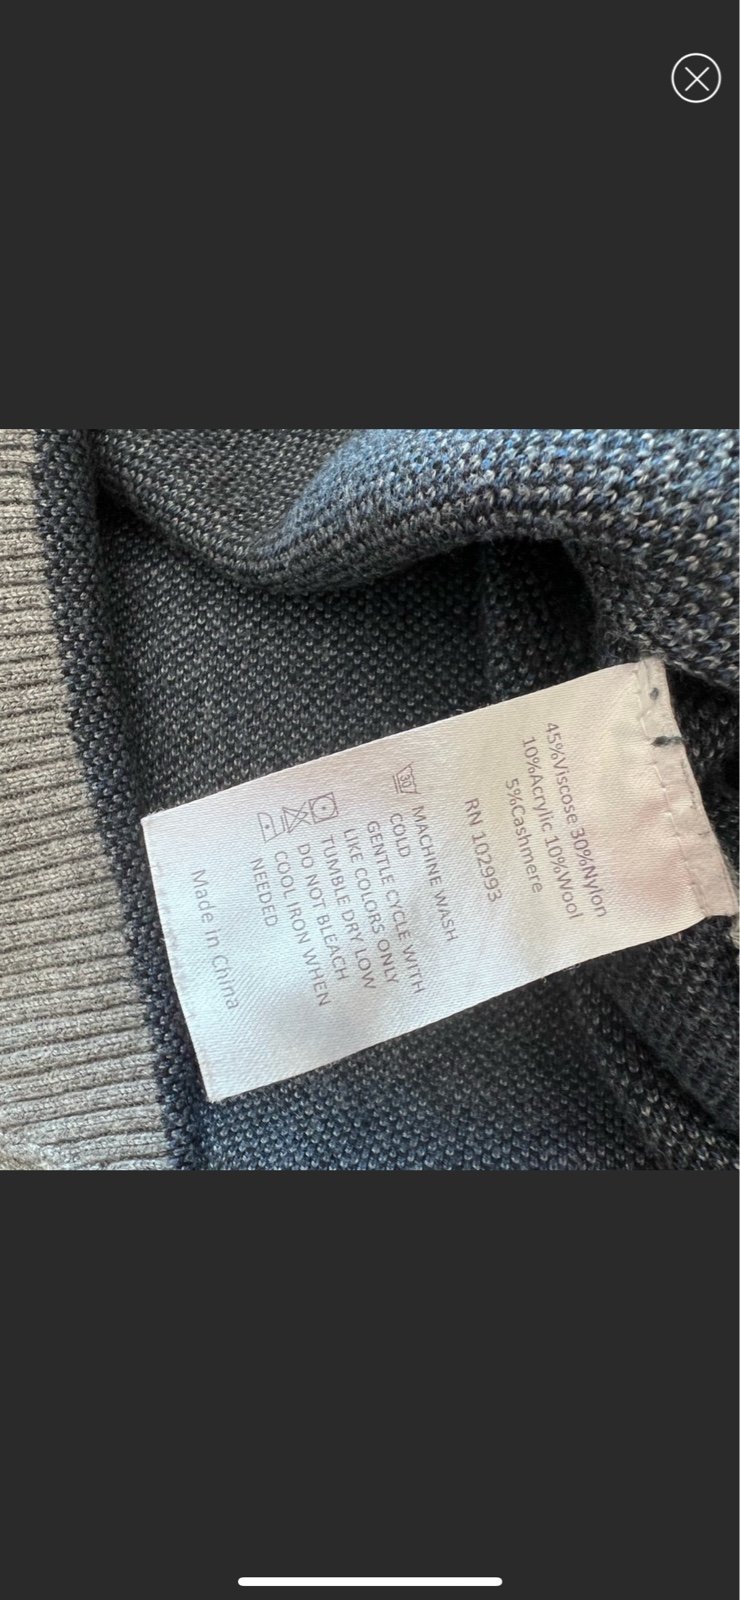 45%Viscose 30%Nylon
10%Acrylic 10%Wool
5%Cashmere
RN 102993
30
MACHINE WASH
COLD
GENTLE CYCLE WITH
LIKE COLORS ONLY
TUMBLE DRY LOW
DO NOT BLEACH
COOL IRON WHEN
NEEDED
Made in China